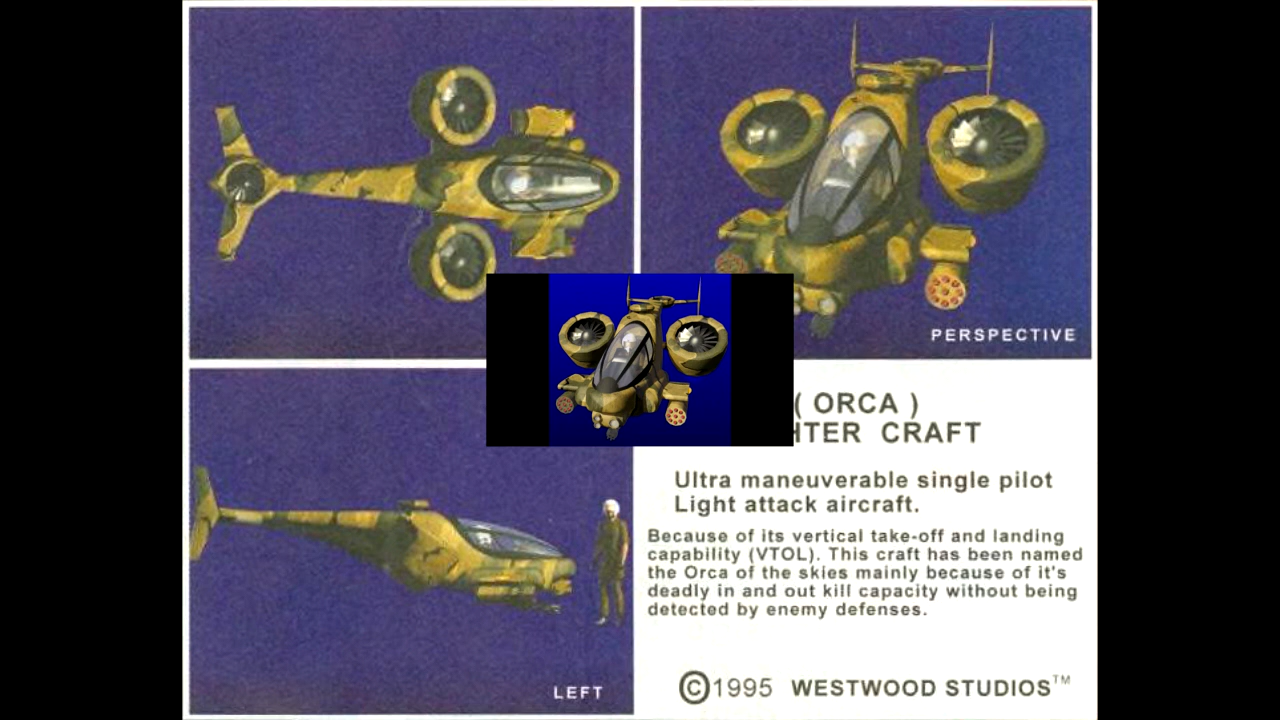 PERSPECTIVE
( ORCA )
CRAFT
Ultra maneuverable single pilot
Light attack aircraft.
Because of its vertical take-off and landing
capability (VTOL). This craft has been named
the Orca of the skies mainly because of it's
deadly in and out kill capacity without being
detected by enemy defenses.
LEFT
©1995 WESTWOOD STUDIOS™